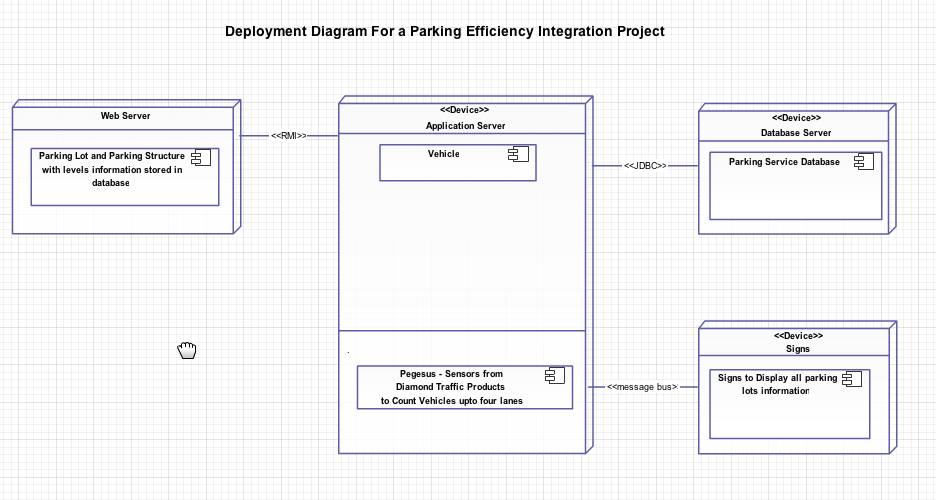 Deployment Diagram For a Parking Efficiency Integration Project
Web Server
Parking Lot and Parking Structure
with levels information stored in
database
<<RMI>>
<<Device>>
Application Server
Vehicle
Pegesus - Sensors from
Diamond Traffic Products
to Count Vehicles upto four lanes
<<JDBC>>
<<Device>>
Database Server
Parking Service Database
<<message bus>
<<Device>>
Signs
Signs to Display all parking
lots information